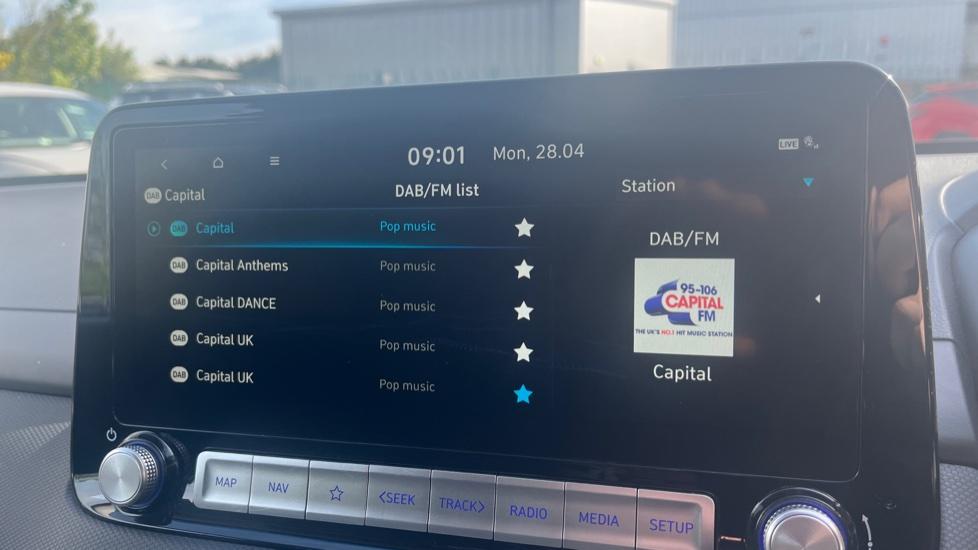 09:01 Mon, 28.04 LIVE
DAB Capital DAB/FM list Station
DAB Capital Pop music
DAB Capital Anthems Pop music
DAB Capital DANCE Pop music
DAB Capital UK Pop music
DAB Capital UK Pop music
DAB/FM
95-106
CAPITAL
FM
THE UK'S NO.1 HIT MUSIC STATION
Capital
MAP NAV <SEEK TRACK> RADIO MEDIA SETUP